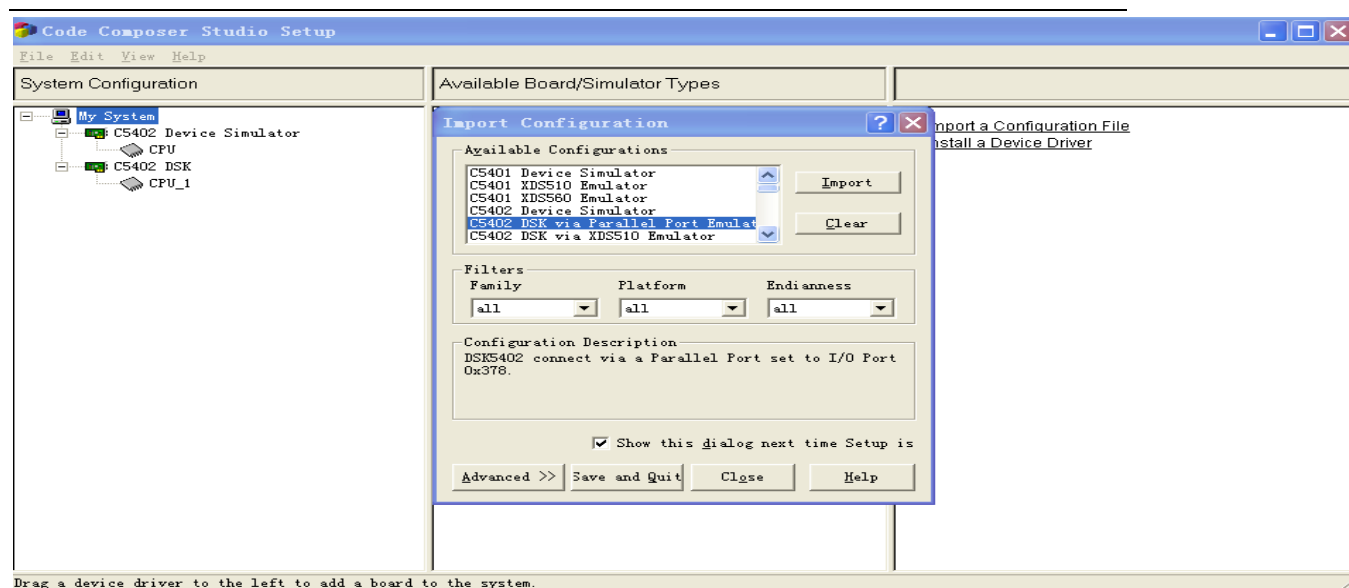 Code Composer Studio Setup
File Edit View Help
System Configuration
Available Board/Simulator Types
My System
C5402 Device Simulator
CPU
C5402 DSK
CPU_1
mport a Configuration File
nstall a Device Driver
Import Configuration
Available Configurations
C5401 Device Simulator
C5401 XDS510 Emulator
C5401 XDS560 Emulator
C5402 Device Simulator
C5402 DSK via Parallel Port Emulat
C5402 DSK via XDS510 Emulator
Import
Clear
Filters
Family Platform Endianness
all all all
Configuration Description
DSK5402 connect via a Parallel Port set to I/O Port
0x378.
Show this dialog next time Setup is
Advanced >> Save and Quit Close Help
Drag a device driver to the left to add a board to the system.